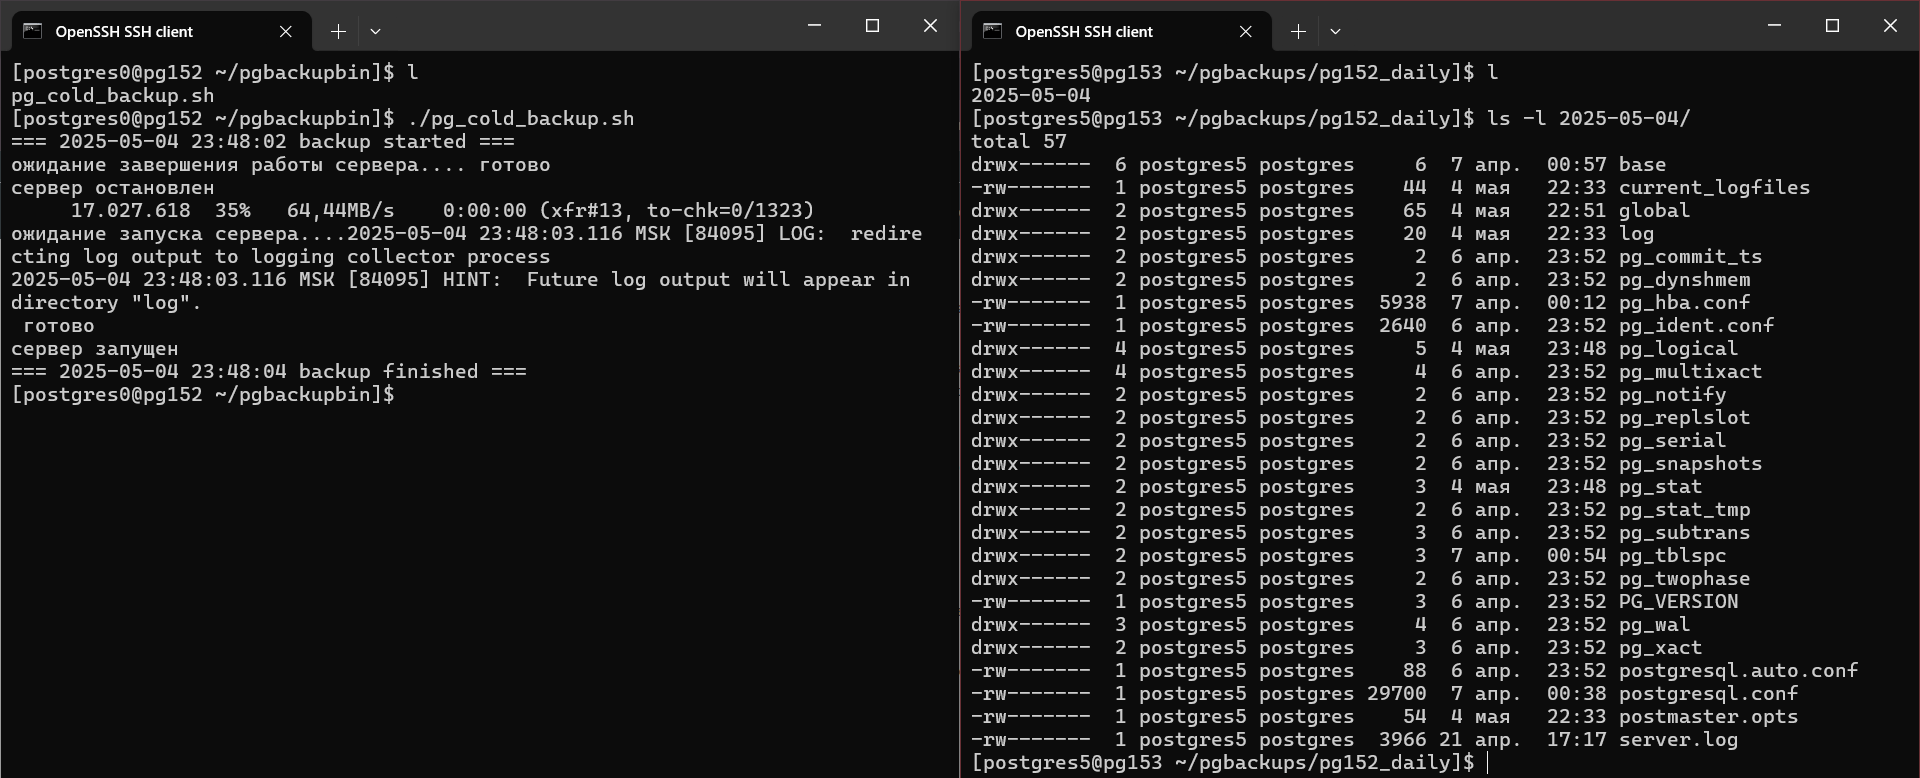 OpenSSH SSH client
[postgres0@pg152 ~/pgbackupbin]$ l
pg_cold_backup.sh
[postgres0@pg152 ~/pgbackupbin]$ ./pg_cold_backup.sh
=== 2025-05-04 23:48:02 backup started ===
ожидание завершения работы сервера.... готово
сервер остановлен
     17.027.618  35%   64,44MB/s    0:00:00 (xfr#13, to-chk=0/1323)
ожидание запуска сервера....2025-05-04 23:48:03.116 MSK [84095] LOG:  redire
cting log output to logging collector process
2025-05-04 23:48:03.116 MSK [84095] HINT:  Future log output will appear in
directory "log".
 готово
сервер запущен
=== 2025-05-04 23:48:04 backup finished ===
[postgres0@pg152 ~/pgbackupbin]$
OpenSSH SSH client
[postgres5@pg153 ~/pgbackups/pg152_daily]$ l
2025-05-04
[postgres5@pg153 ~/pgbackups/pg152_daily]$ ls -l 2025-05-04/
total 57
drwx------  6 postgres5 postgres     6  7 апр.  00:57 base
-rw-------  1 postgres5 postgres    44  4 мая   22:33 current_logfiles
drwx------  2 postgres5 postgres    65  4 мая   22:51 global
drwx------  2 postgres5 postgres    20  4 мая   22:33 log
drwx------  2 postgres5 postgres     2  6 апр.  23:52 pg_commit_ts
drwx------  2 postgres5 postgres     2  6 апр.  23:52 pg_dynshmem
-rw-------  1 postgres5 postgres  5938  7 апр.  00:12 pg_hba.conf
-rw-------  1 postgres5 postgres  2640  6 апр.  23:52 pg_ident.conf
drwx------  4 postgres5 postgres     5  4 мая   23:48 pg_logical
drwx------  4 postgres5 postgres     4  6 апр.  23:52 pg_multixact
drwx------  2 postgres5 postgres     2  6 апр.  23:52 pg_notify
drwx------  2 postgres5 postgres     2  6 апр.  23:52 pg_replslot
drwx------  2 postgres5 postgres     2  6 апр.  23:52 pg_serial
drwx------  2 postgres5 postgres     2  6 апр.  23:52 pg_snapshots
drwx------  2 postgres5 postgres     3  4 мая   23:48 pg_stat
drwx------  2 postgres5 postgres     2  6 апр.  23:52 pg_stat_tmp
drwx------  2 postgres5 postgres     3  6 апр.  23:52 pg_subtrans
drwx------  2 postgres5 postgres     3  7 апр.  00:54 pg_tblspc
drwx------  2 postgres5 postgres     2  6 апр.  23:52 pg_twophase
-rw-------  1 postgres5 postgres     3  6 апр.  23:52 PG_VERSION
drwx------  3 postgres5 postgres     4  6 апр.  23:52 pg_wal
drwx------  2 postgres5 postgres     3  6 апр.  23:52 pg_xact
-rw-------  1 postgres5 postgres    88  6 апр.  23:52 postgresql.auto.conf
-rw-------  1 postgres5 postgres 29700  7 апр.  00:38 postgresql.conf
-rw-------  1 postgres5 postgres    54  4 мая   22:33 postmaster.opts
-rw-------  1 postgres5 postgres  3966 21 апр.  17:17 server.log
[postgres5@pg153 ~/pgbackups/pg152_daily]$